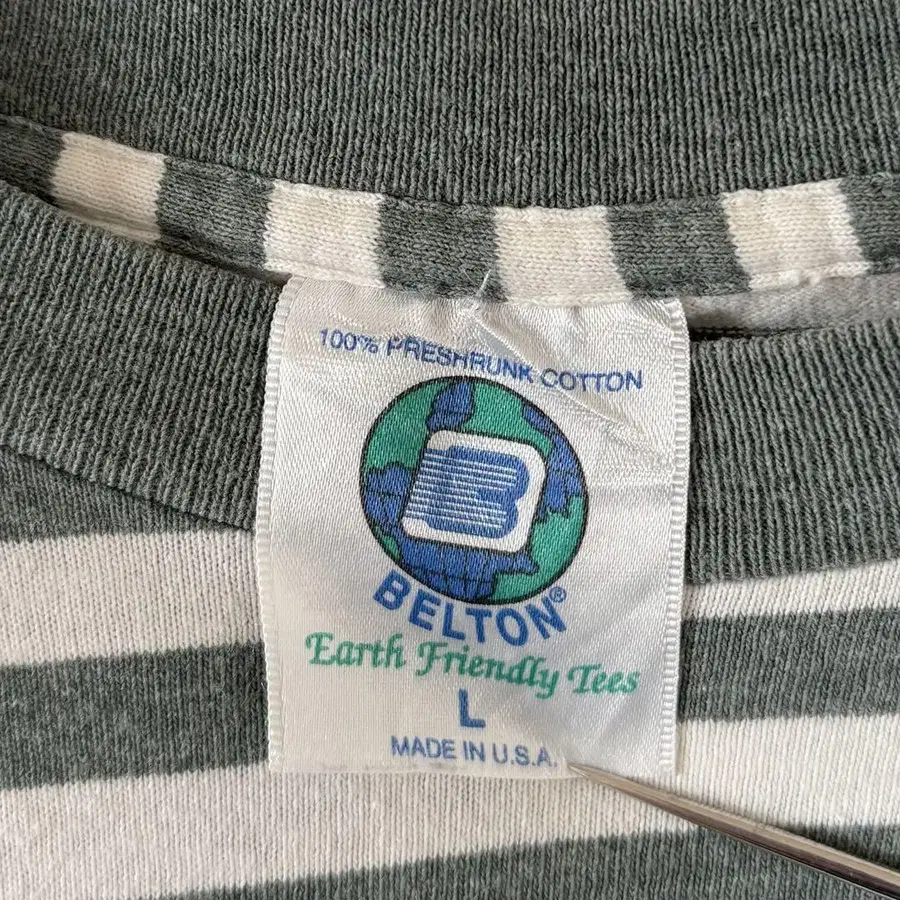 100% PRESHRUNK COTTON
B
BELTON®
Earth Friendly Tees
L
MADE IN U.S.A.